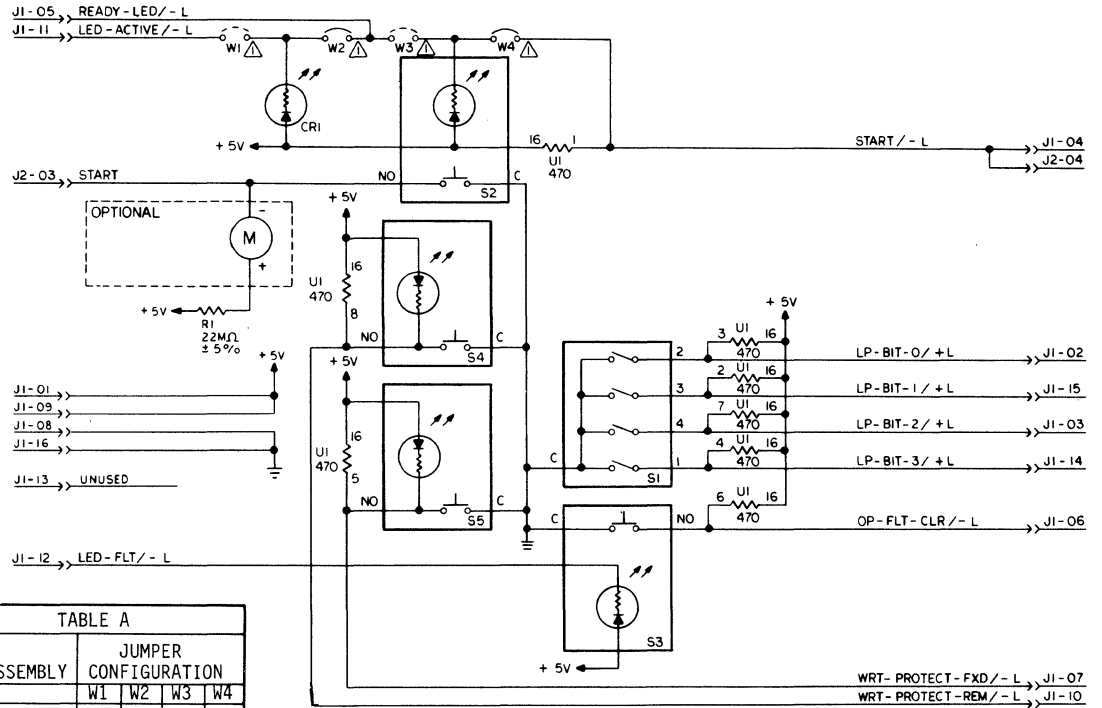 J1-05 READY-LED/-L
J1-11 LED-ACTIVE/-L
W1 W2 W3 W4
CR1
+5V
16 1
U1
470
START/-L
J1-04
J2-04
J2-03 START
NO
C
S2
+5V
OPTIONAL
-
M
+
+5V
R1
22MΩ
±5%
16
U1
470
8
NO
C
S4
+5V
+5V
16
U1
470
5
NO
C
S5
J1-01
J1-09
J1-08
J1-16
J1-13 UNUSED
+5V
3 U1 16
470
2 LP-BIT-0/+L J1-02
2 U1 16
470
3 LP-BIT-1/+L J1-15
7 U1 16
470
4 LP-BIT-2/+L J1-03
4 U1 16
470
C
1 LP-BIT-3/+L J1-14
S1
6 U1 16
470
C
NO
OP-FLT-CLR/-L J1-06
J1-12 LED-FLT/-L
S3
+5V
WRT-PROTECT-FXD/-L J1-07
WRT-PROTECT-REM/-L J1-10
TABLE A
SSEMBLY
JUMPER
CONFIGURATION
W1 W2 W3 W4